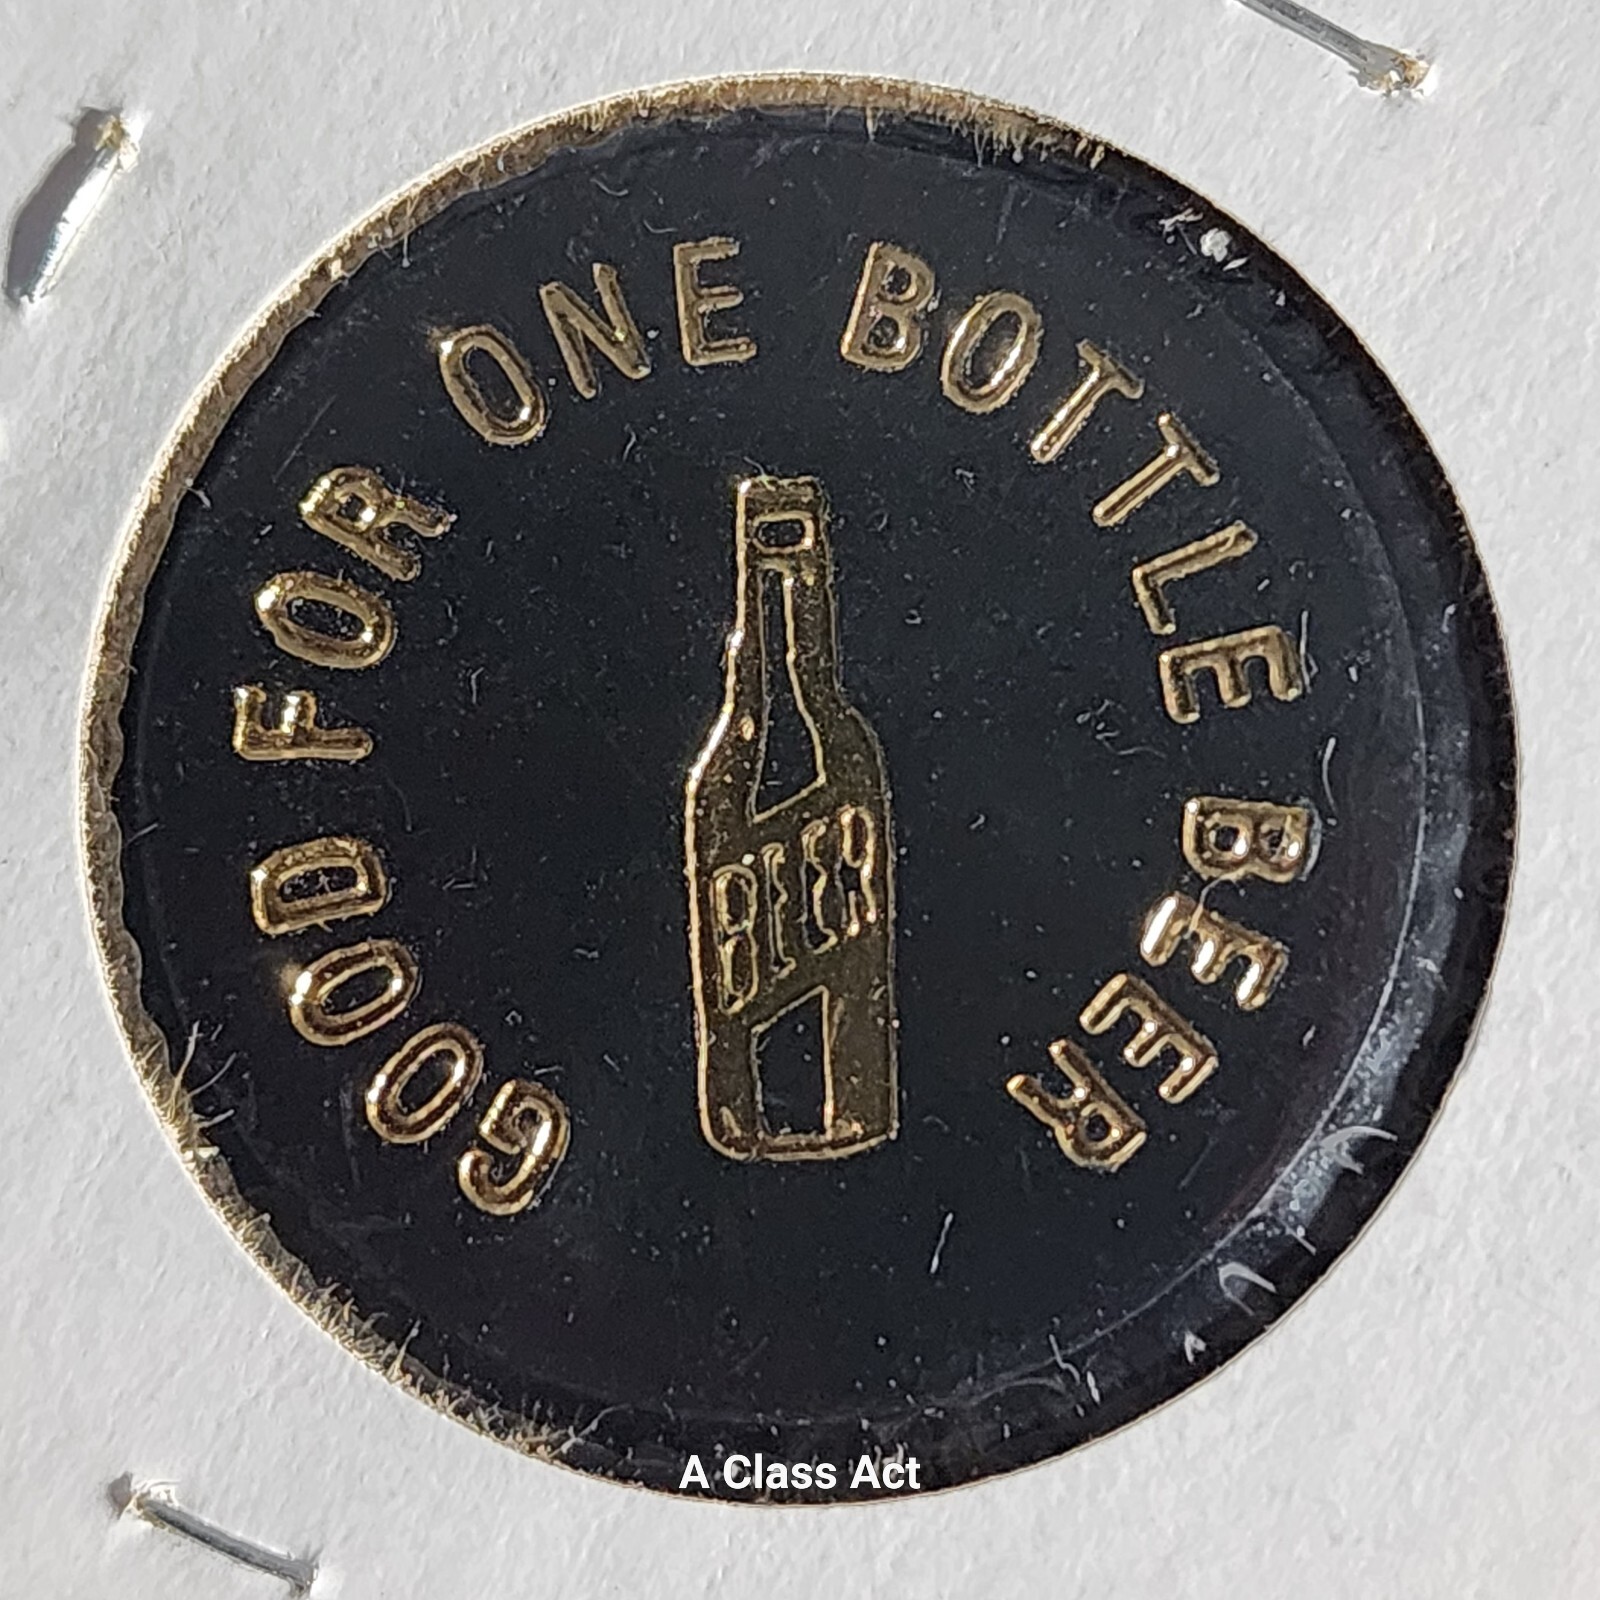 GOOD FOR ONE BOTTLE BEER
BEER
A Class Act